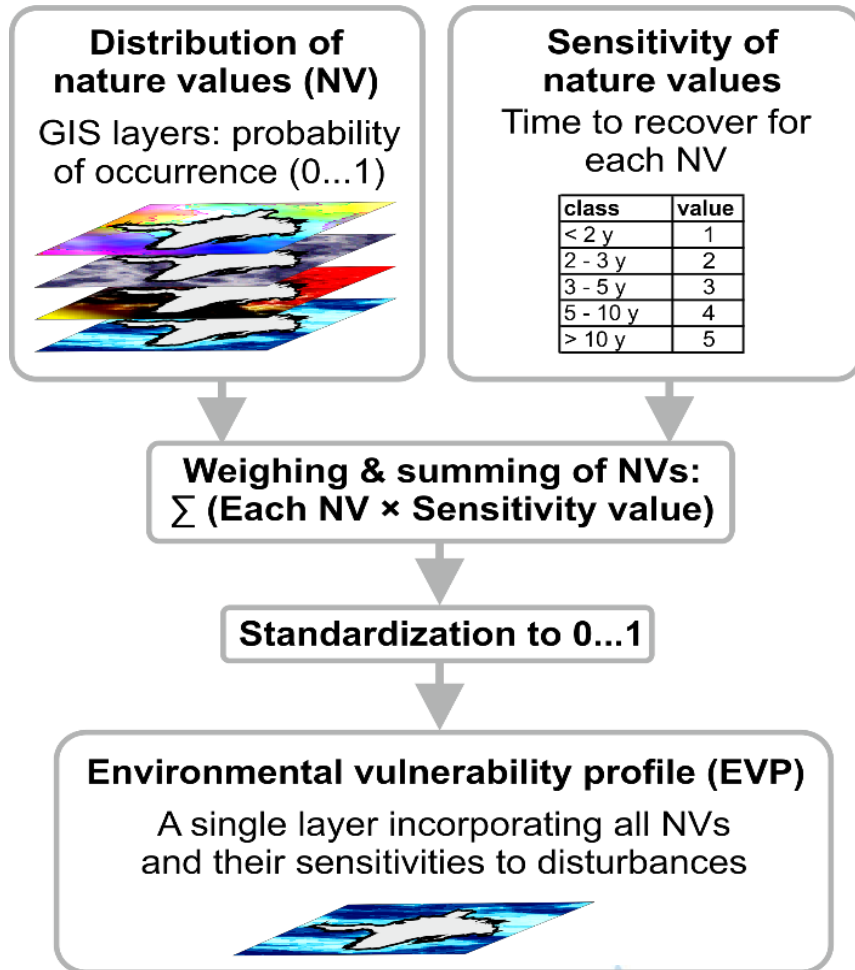 Distribution of
nature values (NV)
GIS layers: probability
of occurrence (0...1)
Sensitivity of
nature values
Time to recover for
each NV
class value
< 2 y 1
2 - 3 y 2
3 - 5 y 3
5 - 10 y 4
> 10 y 5
Weighing & summing of NVs:
∑ (Each NV × Sensitivity value)
Standardization to 0...1
Environmental vulnerability profile (EVP)
A single layer incorporating all NVs
and their sensitivities to disturbances